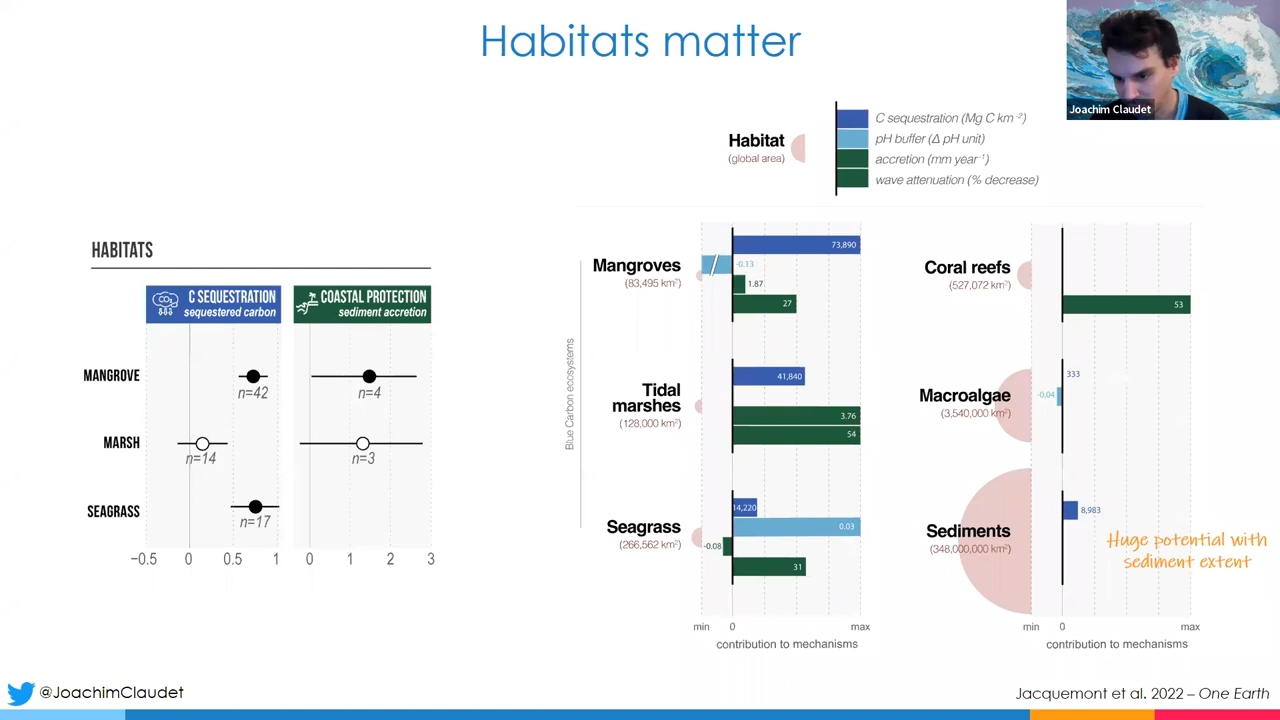 Habitats matter
Joachim Claudet
Habitat
(global area)
C sequestration (Mg C km⁻²)
pH buffer (Δ pH unit)
accretion (mm year⁻¹)
wave attenuation (% decrease)
HABITATS
C SEQUESTRATION
sequestered carbon
COASTAL PROTECTION
sediment accretion
CO₂
MANGROVE
n=42
n=4
MARSH
n=14
n=3
SEAGRASS
n=17
−0.5 0 0.5 1
0 1 2 3
Blue Carbon ecosystems
Mangroves
(83,495 km²)
73,890
-0.13
1.87
27
Tidal
marshes
(128,000 km²)
41,840
3.76
54
Seagrass
(266,562 km²)
14,220
0.03
-0.08
31
min 0 max
contribution to mechanisms
Coral reefs
(527,072 km²)
53
Macroalgae
(3,540,000 km²)
333
-0,04
Sediments
(348,000,000 km²)
8,983
Huge potential with
sediment extent
min 0 max
contribution to mechanisms
@JoachimClaudet
Jacquemont et al. 2022 – One Earth